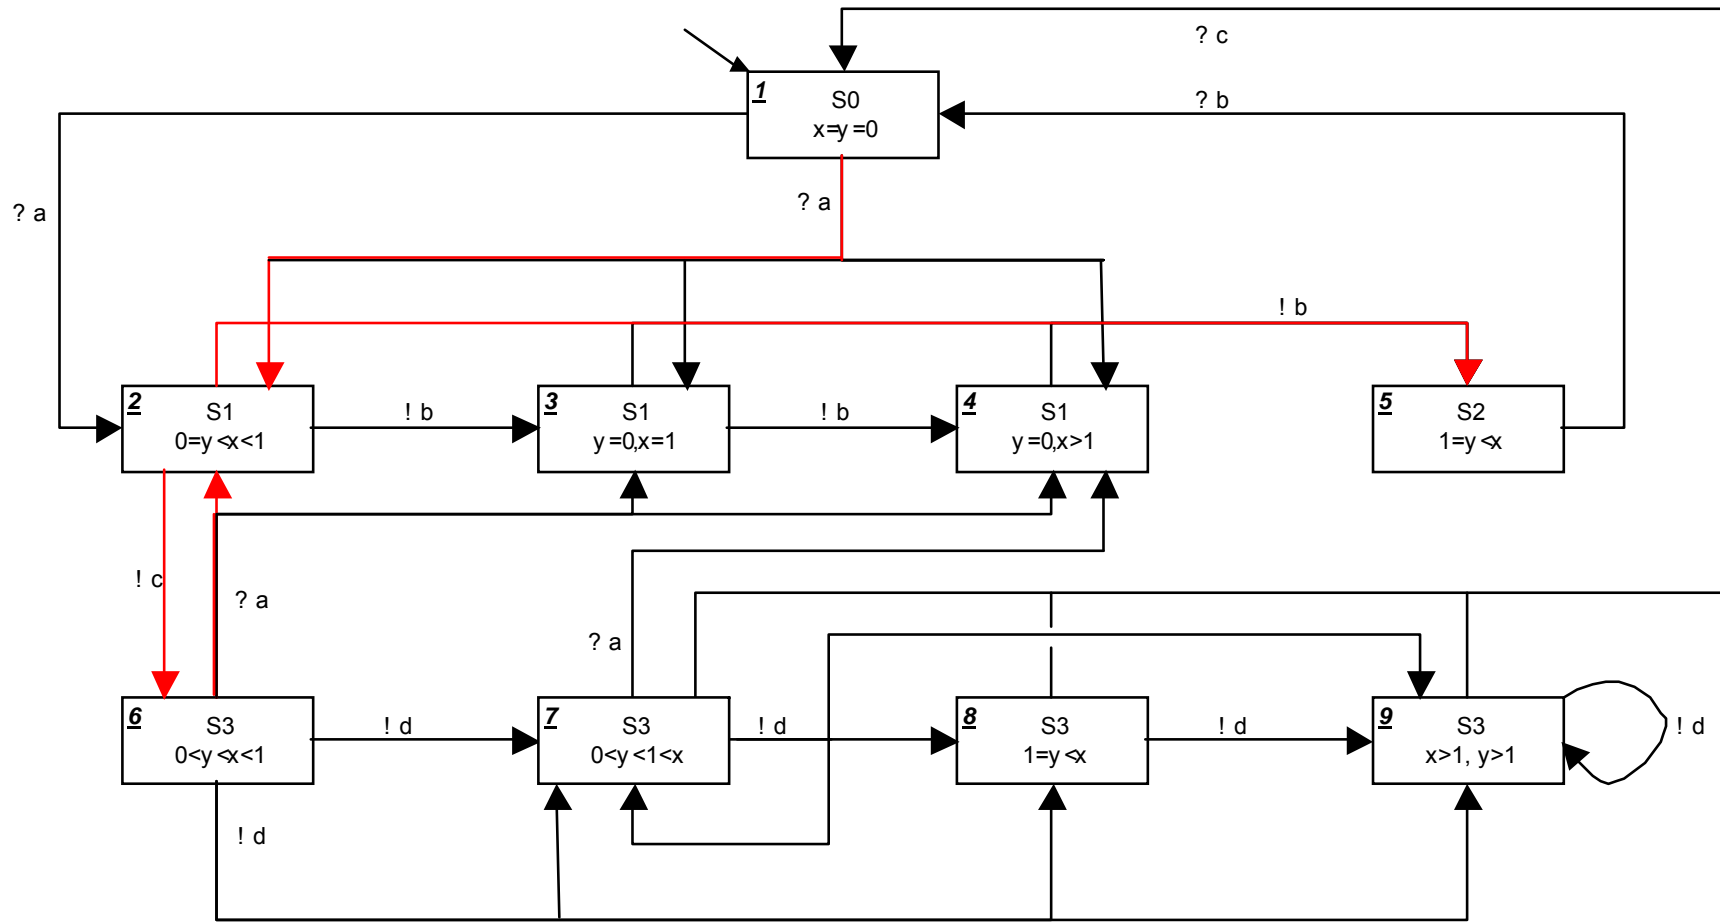 ? c
1
S0
x=y=0
? b
? a
? a
! b
2
S1
0=y<x<1
! b
3
S1
y=0,x=1
! b
4
S1
y=0,x>1
5
S2
1=y<x
! c
? a
? a
6
S3
0<y<x<1
! d
7
S3
0<y<1<x
! d
8
S3
1=y<x
! d
9
S3
x>1, y>1
! d
! d